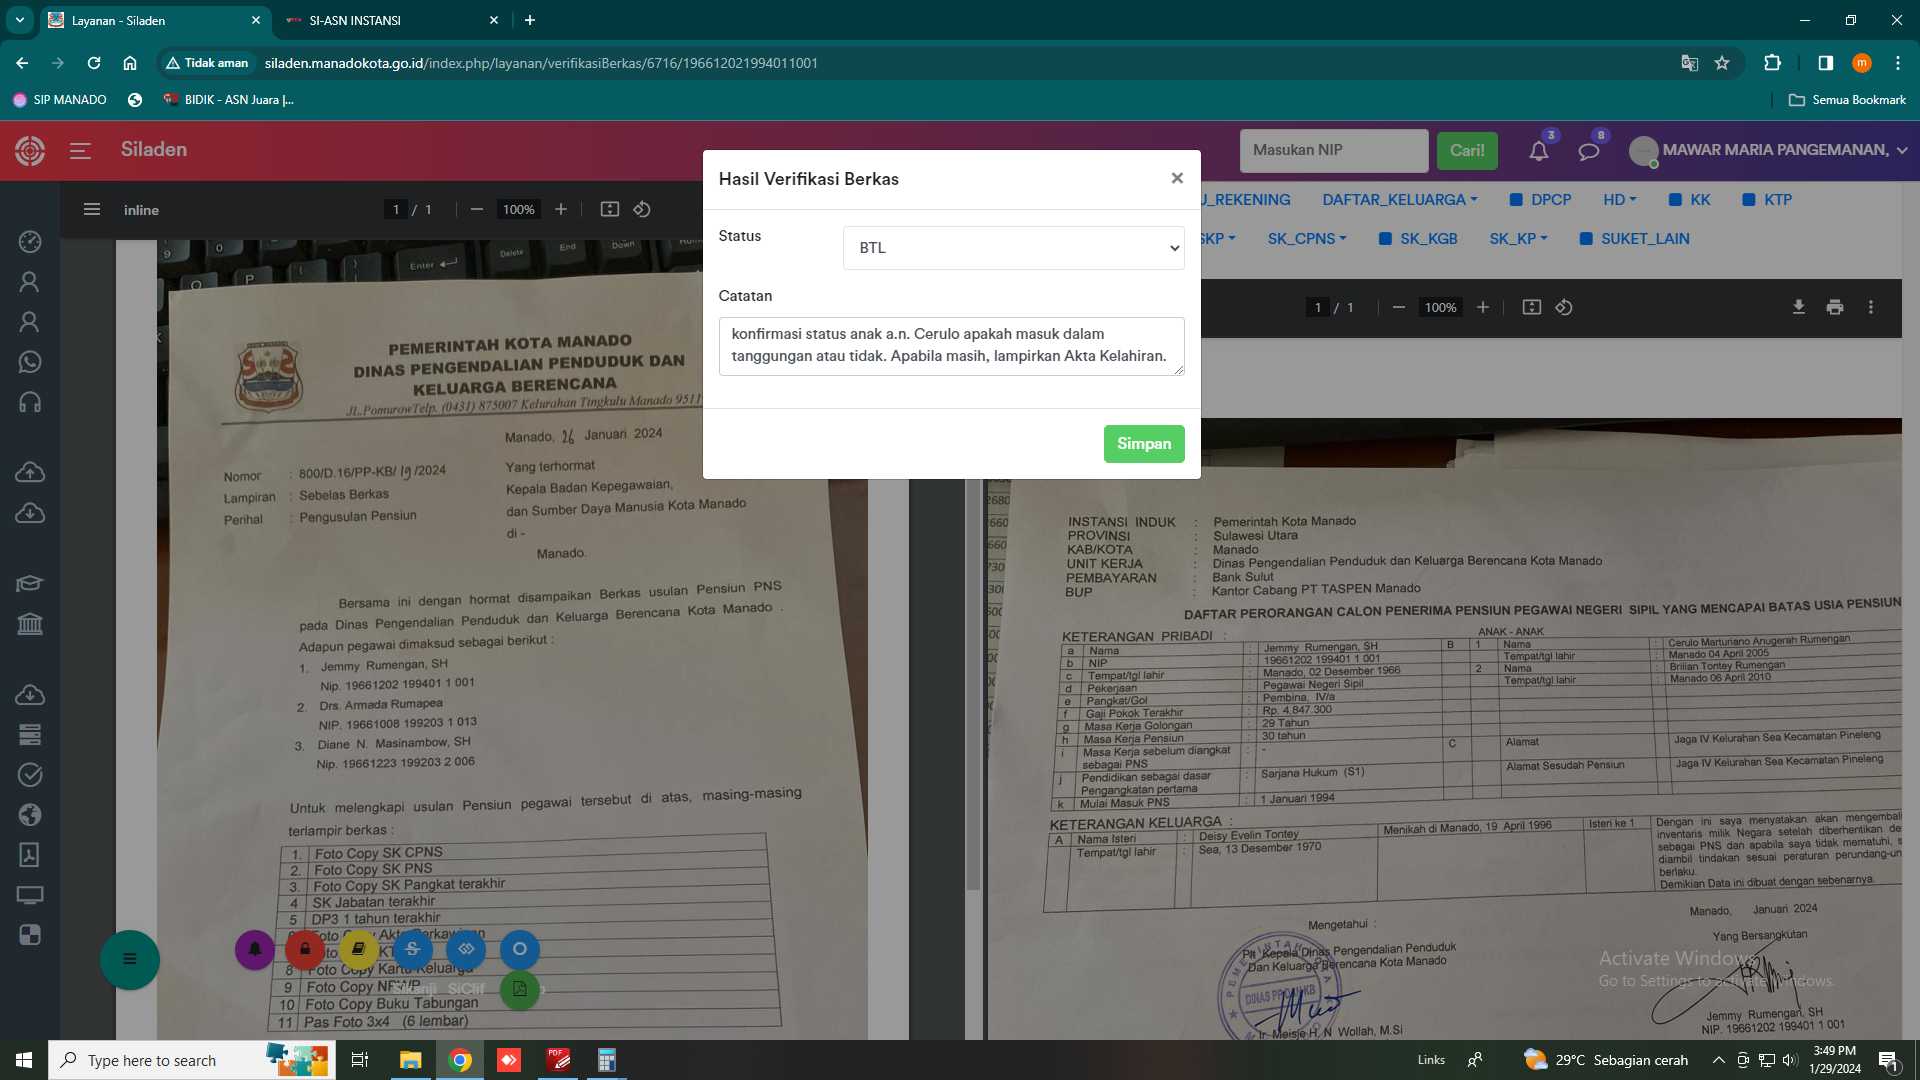 Layanan - Siladen
SI-ASN INSTANSI
Tidak aman
siladen.manadokota.go.id/index.php/layanan/verifikasiBerkas/6716/196612021994011001
SIP MANADO
BIDIK - ASN Juara |...
Semua Bookmark
Siladen
Masukan NIP
Cari!
3
8
MAWAR MARIA PANGEMANAN,
inline
1 / 1
100%
Hasil Verifikasi Berkas
Status
BTL
Catatan
konfirmasi status anak a.n. Cerulo apakah masuk dalam
tanggungan atau tidak. Apabila masih, lampirkan Akta Kelahiran.
Simpan
U_REKENING
DAFTAR_KELUARGA
DPCP
HD
KK
KTP
SKP
SK_CPNS
SK_KGB
SK_KP
SUKET_LAIN
1 / 1
100%
PEMERINTAH KOTA MANADO
DINAS PENGENDALIAN PENDUDUK DAN
KELUARGA BERENCANA
JL.PomurowTelp. (0431) 875007 Kelurahan Tingkulu Manado 9511
Manado, 26 Januari 2024
Nomor : 800/D.16/PP-KB/ 19 /2024
Lampiran : Sebelas Berkas
Perihal : Pengusulan Pensiun
Yang terhormat
Kepala Badan Kepegawaian,
dan Sumber Daya Manusia Kota Manado
di -
Manado.
Bersama ini dengan hormat disampaikan Berkas usulan Pensiun PNS
pada Dinas Pengendalian Penduduk dan Keluarga Berencana Kota Manado .
Adapun pegawai dimaksud sebagai berikut :
1. Jemmy Rumengan, SH
Nip. 19661202 199401 1 001
2. Drs. Armada Rumapea
NIP. 19661008 199203 1 013
3. Diane N. Masinambow, SH
Nip. 19661223 199203 2 006
Untuk melengkapi usulan Pensiun pegawai tersebut di atas, masing-masing
terlampir berkas :
1. Foto Copy SK CPNS
2. Foto Copy SK PNS
3. Foto Copy SK Pangkat terakhir
4 SK Jabatan terakhir
5 DP3 1 tahun terakhir
8 Foto Copy Kartu Keluarga
9 Foto Copy NPWP
10 Foto Copy Buku Tabungan
11 Pas Foto 3x4 (6 lembar)
INSTANSI INDUK : Pemerintah Kota Manado
PROVINSI : Sulawesi Utara
KAB/KOTA : Manado
UNIT KERJA : Dinas Pengendalian Penduduk dan Keluarga Berencana Kota Manado
PEMBAYARAN : Bank Sulut
BUP : Kantor Cabang PT TASPEN Manado
DAFTAR PERORANGAN CALON PENERIMA PENSIUN PEGAWAI NEGERI SIPIL YANG MENCAPAI BATAS USIA PENSIUN
KETERANGAN PRIBADI :
a Nama : Jemmy Rumengan, SH
b NIP : 19661202 199401 1 001
c Tempat/tgl lahir : Manado, 02 Desember 1966
d Pekerjaan : Pegawai Negeri Sipil
e Pangkat/Gol : Pembina, IV/a
f Gaji Pokok Terakhir : Rp. 4.847.300
g Masa Kerja Golongan : 29 Tahun
h Masa Kerja Pensiun : 30 tahun
i Masa Kerja sebelum diangkat : -
sebagai PNS
j Pendidikan sebagai dasar : Sarjana Hukum (S1)
Pengangkatan pertama
k Mulai Masuk PNS : 1 Januari 1994
ANAK - ANAK
B 1 Nama : Cerulo Marturiano Anugerah Rumengan
Tempat/tgl lahir : Manado 04 April 2005
2 Nama : Brilian Tontey Rumengan
Tempat/tgl lahir : Manado 06 April 2010
C Alamat : Jaga IV Kelurahan Sea Kecamatan Pineleng
Alamat Sesudah Pensiun : Jaga IV Kelurahan Sea Kecamatan Pineleng
KETERANGAN KELUARGA :
A Nama Isteri : Deisy Evelin Tontey
Tempat/tgl lahir : Sea, 13 Desember 1970
Menikah di Manado, 19 April 1996
Isteri ke 1
Dengan ini saya menyatakan akan mengembali
inventaris milik Negara setelah diberhentikan de
sebagai PNS dan apabila saya tidak mematuhi, s
diambil tindakan sesuai peraturan perundang-un
berlaku.
Demikian Data ini dibuat dengan sebenarnya.
Mengetahui :
Plt Kepala Dinas Pengendalian Penduduk
Dan Keluarga Berencana Kota Manado
DINAS PPDAN KB
Ir. Meisje H. N Wollah, M.Si
Manado, Januari 2024
Yang Bersangkutan
Jemmy Rumengan, SH
NIP. 19661202 199401 1 001
Activate Windows
Go to Settings to activate Windows.
SiClif
Type here to search
Links
29°C Sebagian cerah
3:49 PM
1/29/2024
1